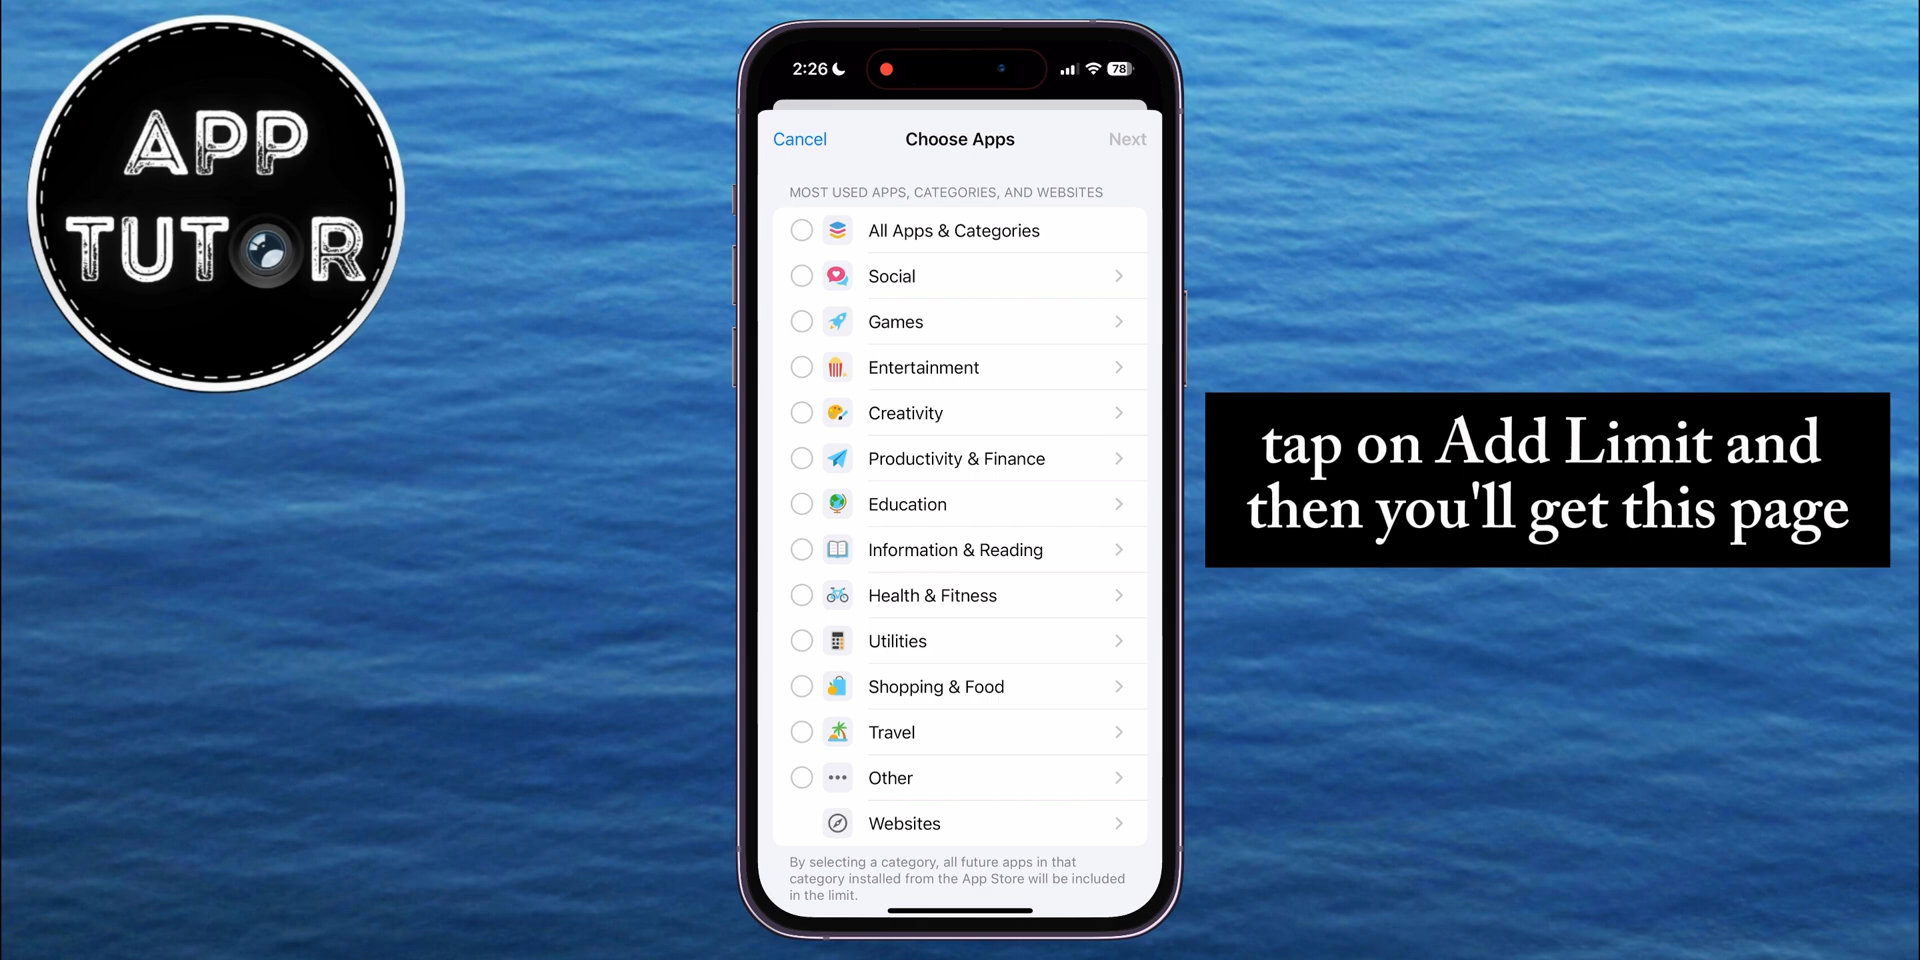 APP
TUTOR
2:26
78
Cancel
Choose Apps
Next
MOST USED APPS, CATEGORIES, AND WEBSITES
All Apps & Categories
Social
Games
Entertainment
Creativity
Productivity & Finance
Education
Information & Reading
Health & Fitness
Utilities
Shopping & Food
Travel
Other
Websites
By selecting a category, all future apps in that
category installed from the App Store will be included
in the limit.
tap on Add Limit and
then you'll get this page